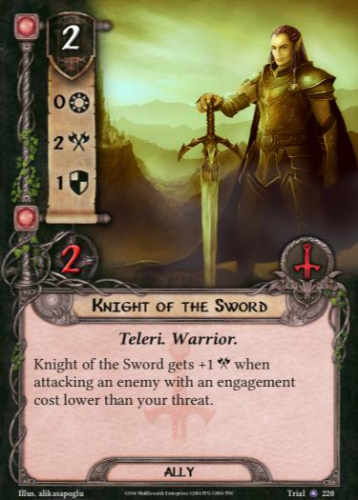 2
0
2
1
2
KNIGHT OF THE SWORD
Teleri. Warrior.
Knight of the Sword gets +1 when
attacking an enemy with an engagement
cost lower than your threat.
ALLY
Illus. alikasapoglu
Trial 220